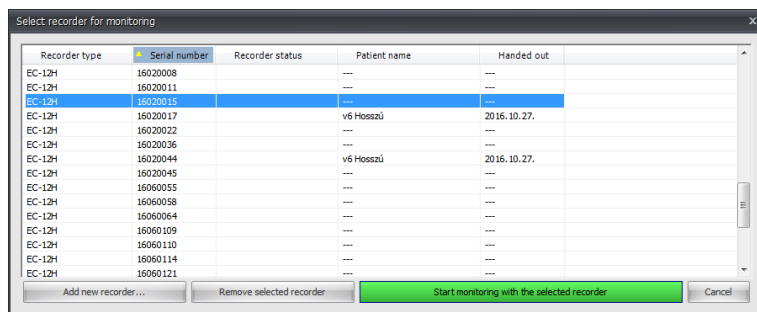 Select recorder for monitoring x
Recorder type Serial number Recorder status Patient name Handed out
EC-12H 16020008 --- ---
EC-12H 16020011 --- ---
EC-12H 16020015 --- ---
EC-12H 16020017 v6 Hosszú 2016.10.27.
EC-12H 16020022 --- ---
EC-12H 16020036 --- ---
EC-12H 16020044 v6 Hosszú 2016.10.27.
EC-12H 16020045 --- ---
EC-12H 16060055 --- ---
EC-12H 16060058 --- ---
EC-12H 16060064 --- ---
EC-12H 16060109 --- ---
EC-12H 16060110 --- ---
EC-12H 16060114 --- ---
EC-12H 16060121 --- ---
Add new recorder... Remove selected recorder Start monitoring with the selected recorder Cancel